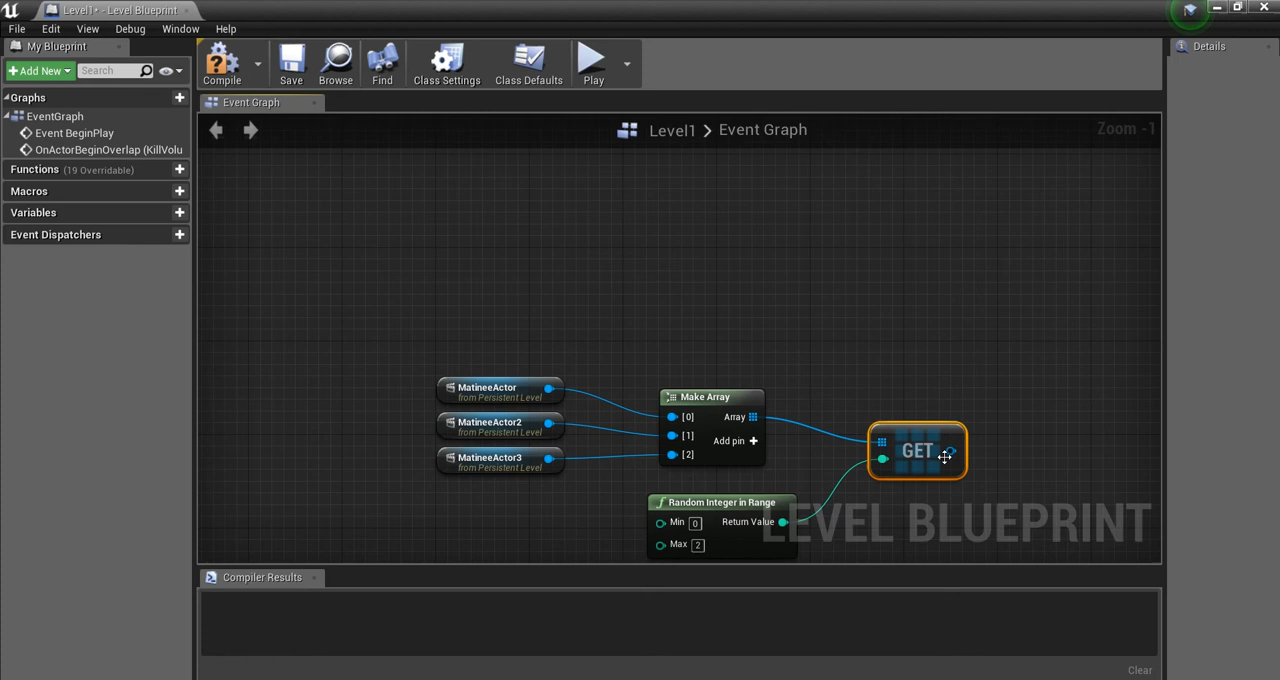 Level1* - Level Blueprint
File Edit View Debug Window Help
My Blueprint
Details
Add New
Search
Compile
Save
Browse
Find
Class Settings
Class Defaults
Play
Graphs
EventGraph
Event BeginPlay
OnActorBeginOverlap (KillVolu
Functions (19 Overridable)
Macros
Variables
Event Dispatchers
Event Graph
Level1 > Event Graph
Zoom -1
MatineeActor
from Persistent Level
MatineeActor2
from Persistent Level
MatineeActor3
from Persistent Level
Make Array
[0] Array
[1] Add pin
[2]
GET
f Random Integer in Range
Min 0 Return Value
Max 2
LEVEL BLUEPRINT
Compiler Results
Clear